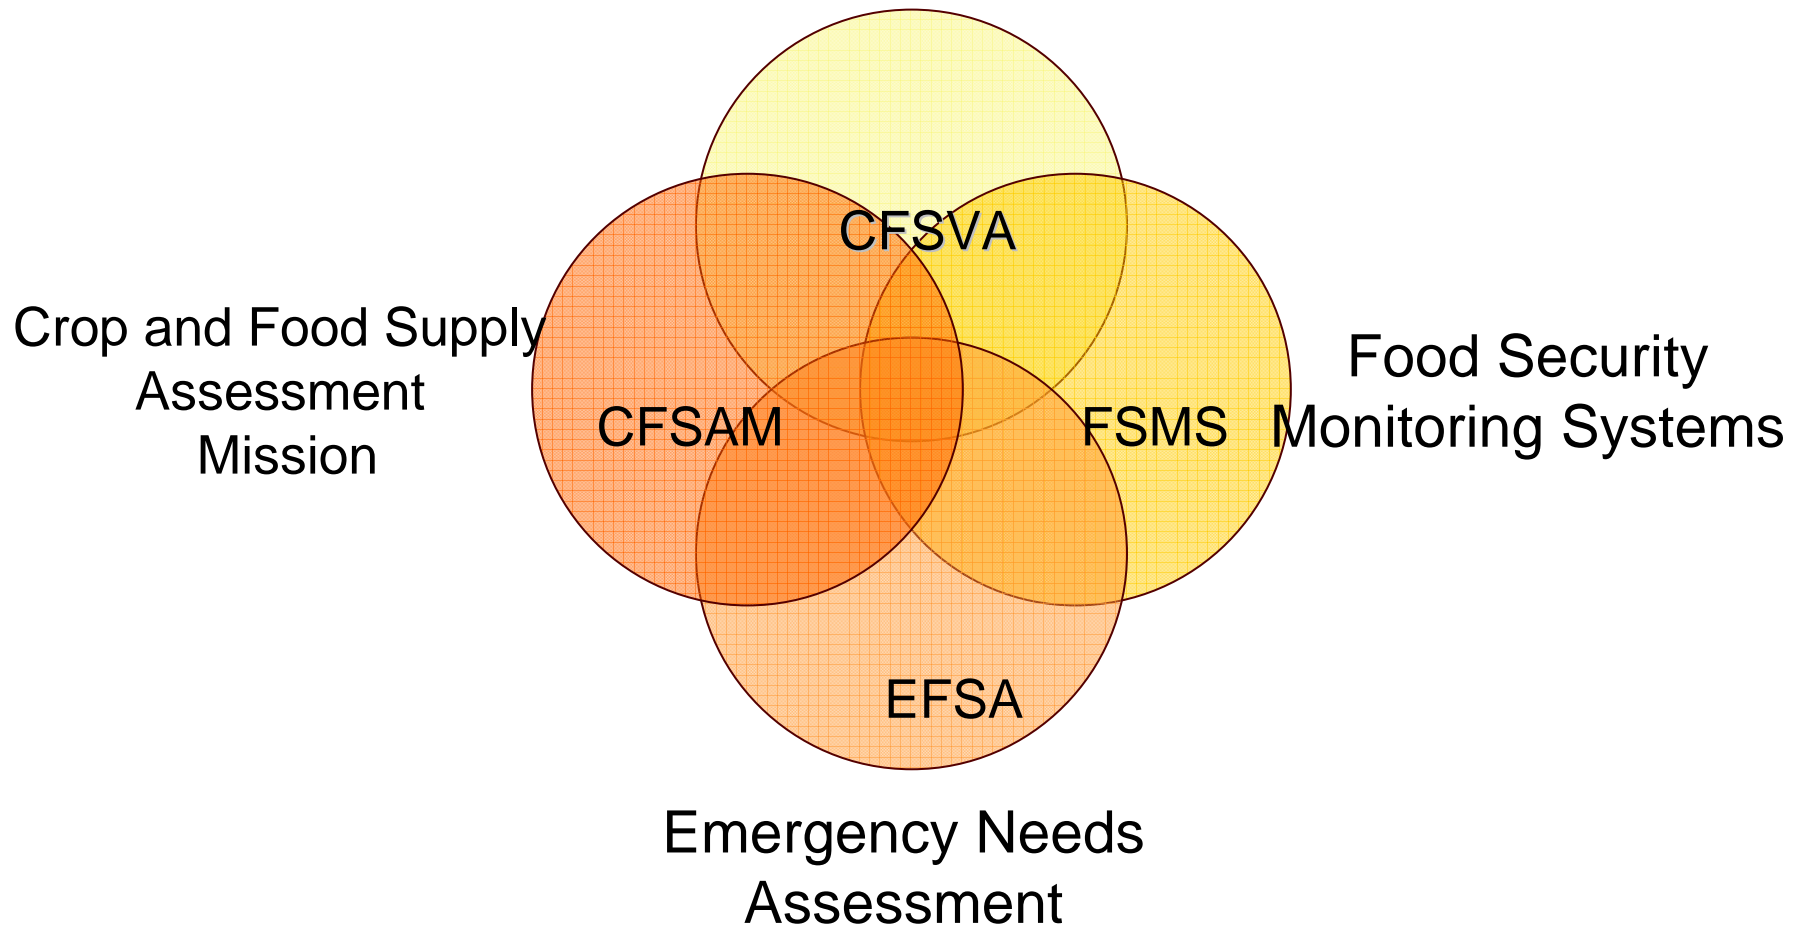 CFSVA
Crop and Food Supply
Assessment
Mission
CFSAM
FSMS
Food Security
Monitoring Systems
EFSA
Emergency Needs
Assessment